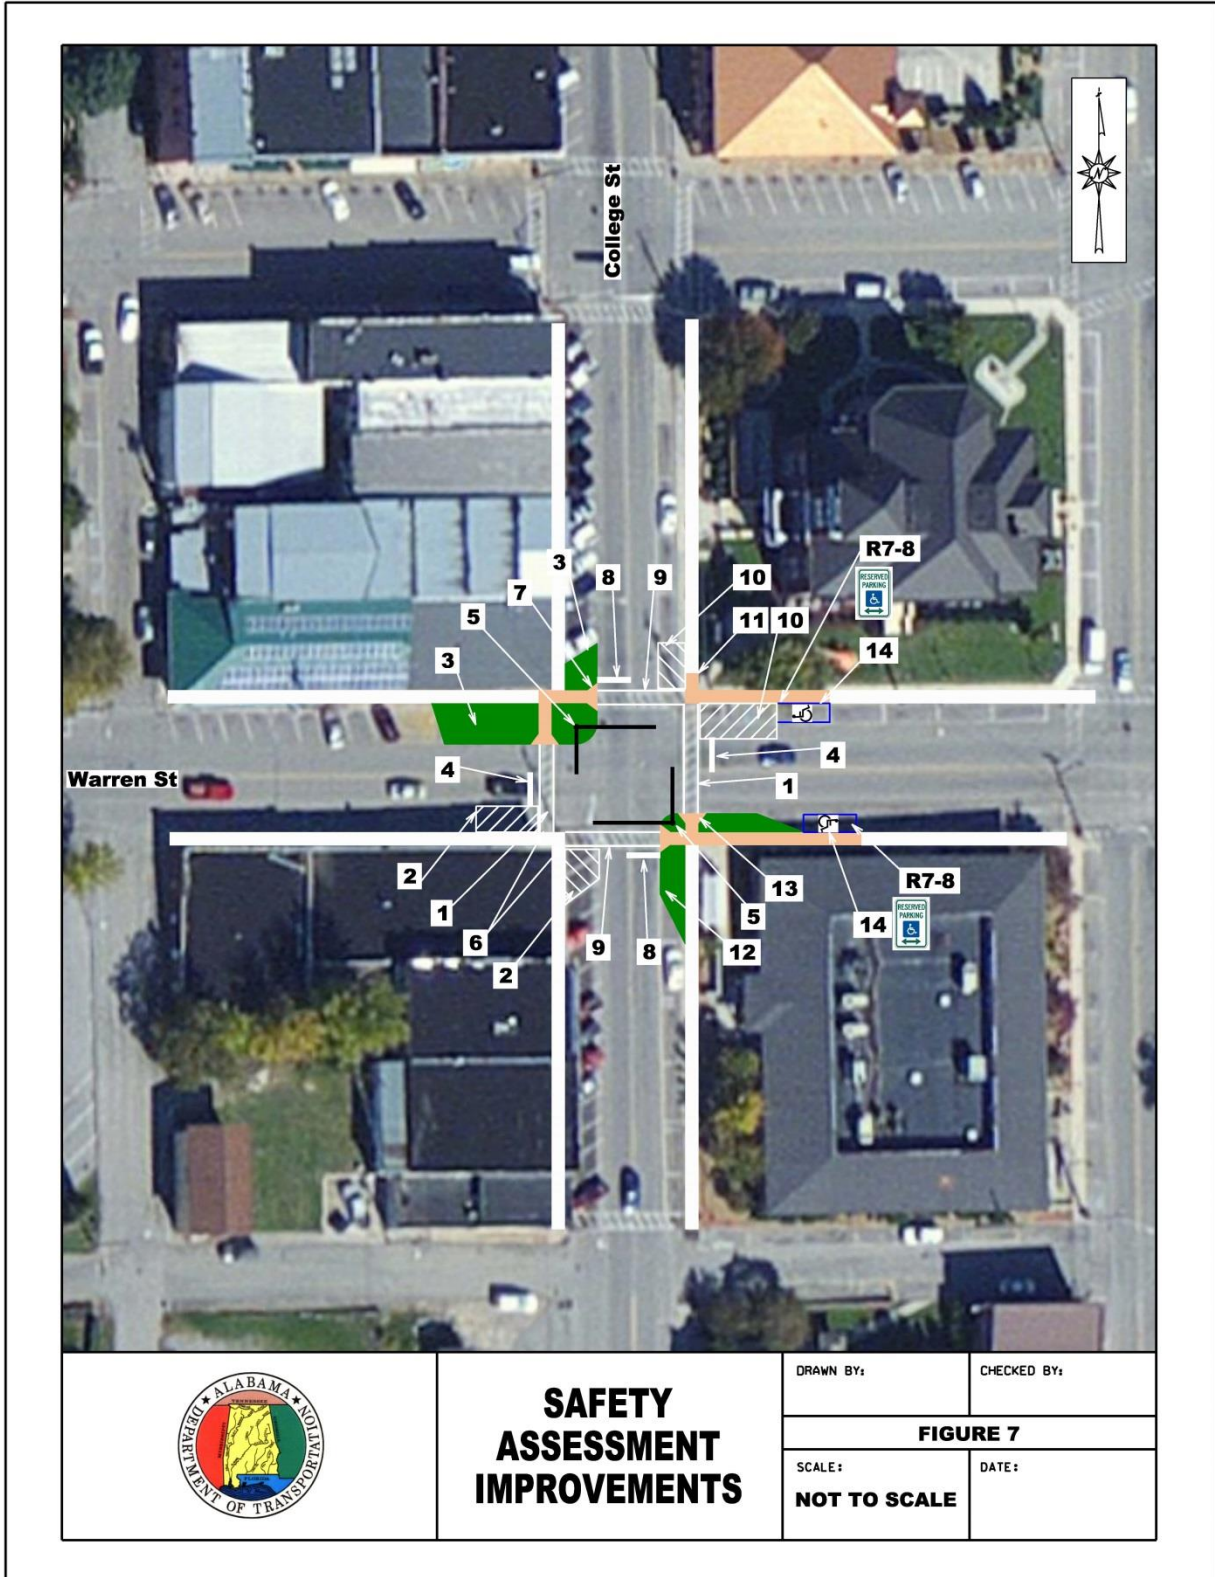 College St
N
R7-8
RESERVED
PARKING
3
8
9
10
7
5
11
10
14
3
4
Warren St
4
1
2
1
6
2
9
8
12
5
13
14
R7-8
RESERVED
PARKING
ALABAMA
DEPARTMENT OF TRANSPORTATION
TENNESSEE
FLORIDA
SAFETY
ASSESSMENT
IMPROVEMENTS
DRAWN BY:
CHECKED BY:
FIGURE 7
SCALE:
NOT TO SCALE
DATE: